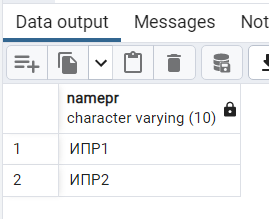 Data output Messages Not
namepr
character varying (10)
1 ИПР1
2 ИПР2